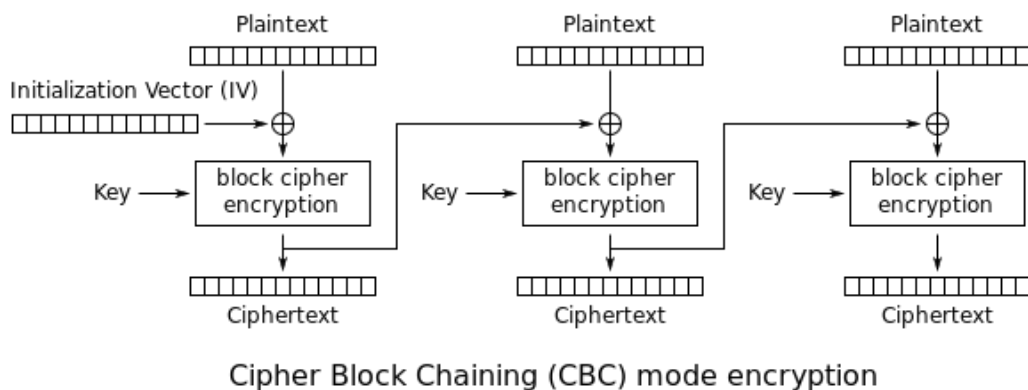 Plaintext
Plaintext
Plaintext
Initialization Vector (IV)
Key
block cipher
encryption
Key
block cipher
encryption
Key
block cipher
encryption
Ciphertext
Ciphertext
Ciphertext
Cipher Block Chaining (CBC) mode encryption